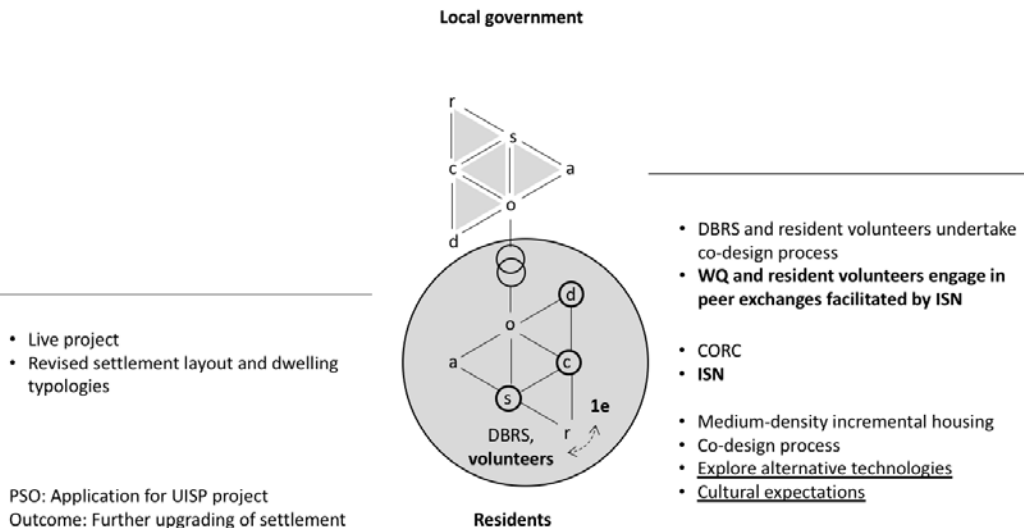 Local government
r
s
c
a
o
d
• DBRS and resident volunteers undertake
co-design process
• WQ and resident volunteers engage in
peer exchanges facilitated by ISN
d
o
• Live project
• Revised settlement layout and dwelling
typologies
a
c
• CORC
• ISN
s
1e
r
DBRS,
volunteers
• Medium-density incremental housing
• Co-design process
• Explore alternative technologies
• Cultural expectations
PSO: Application for UISP project
Outcome: Further upgrading of settlement
Residents